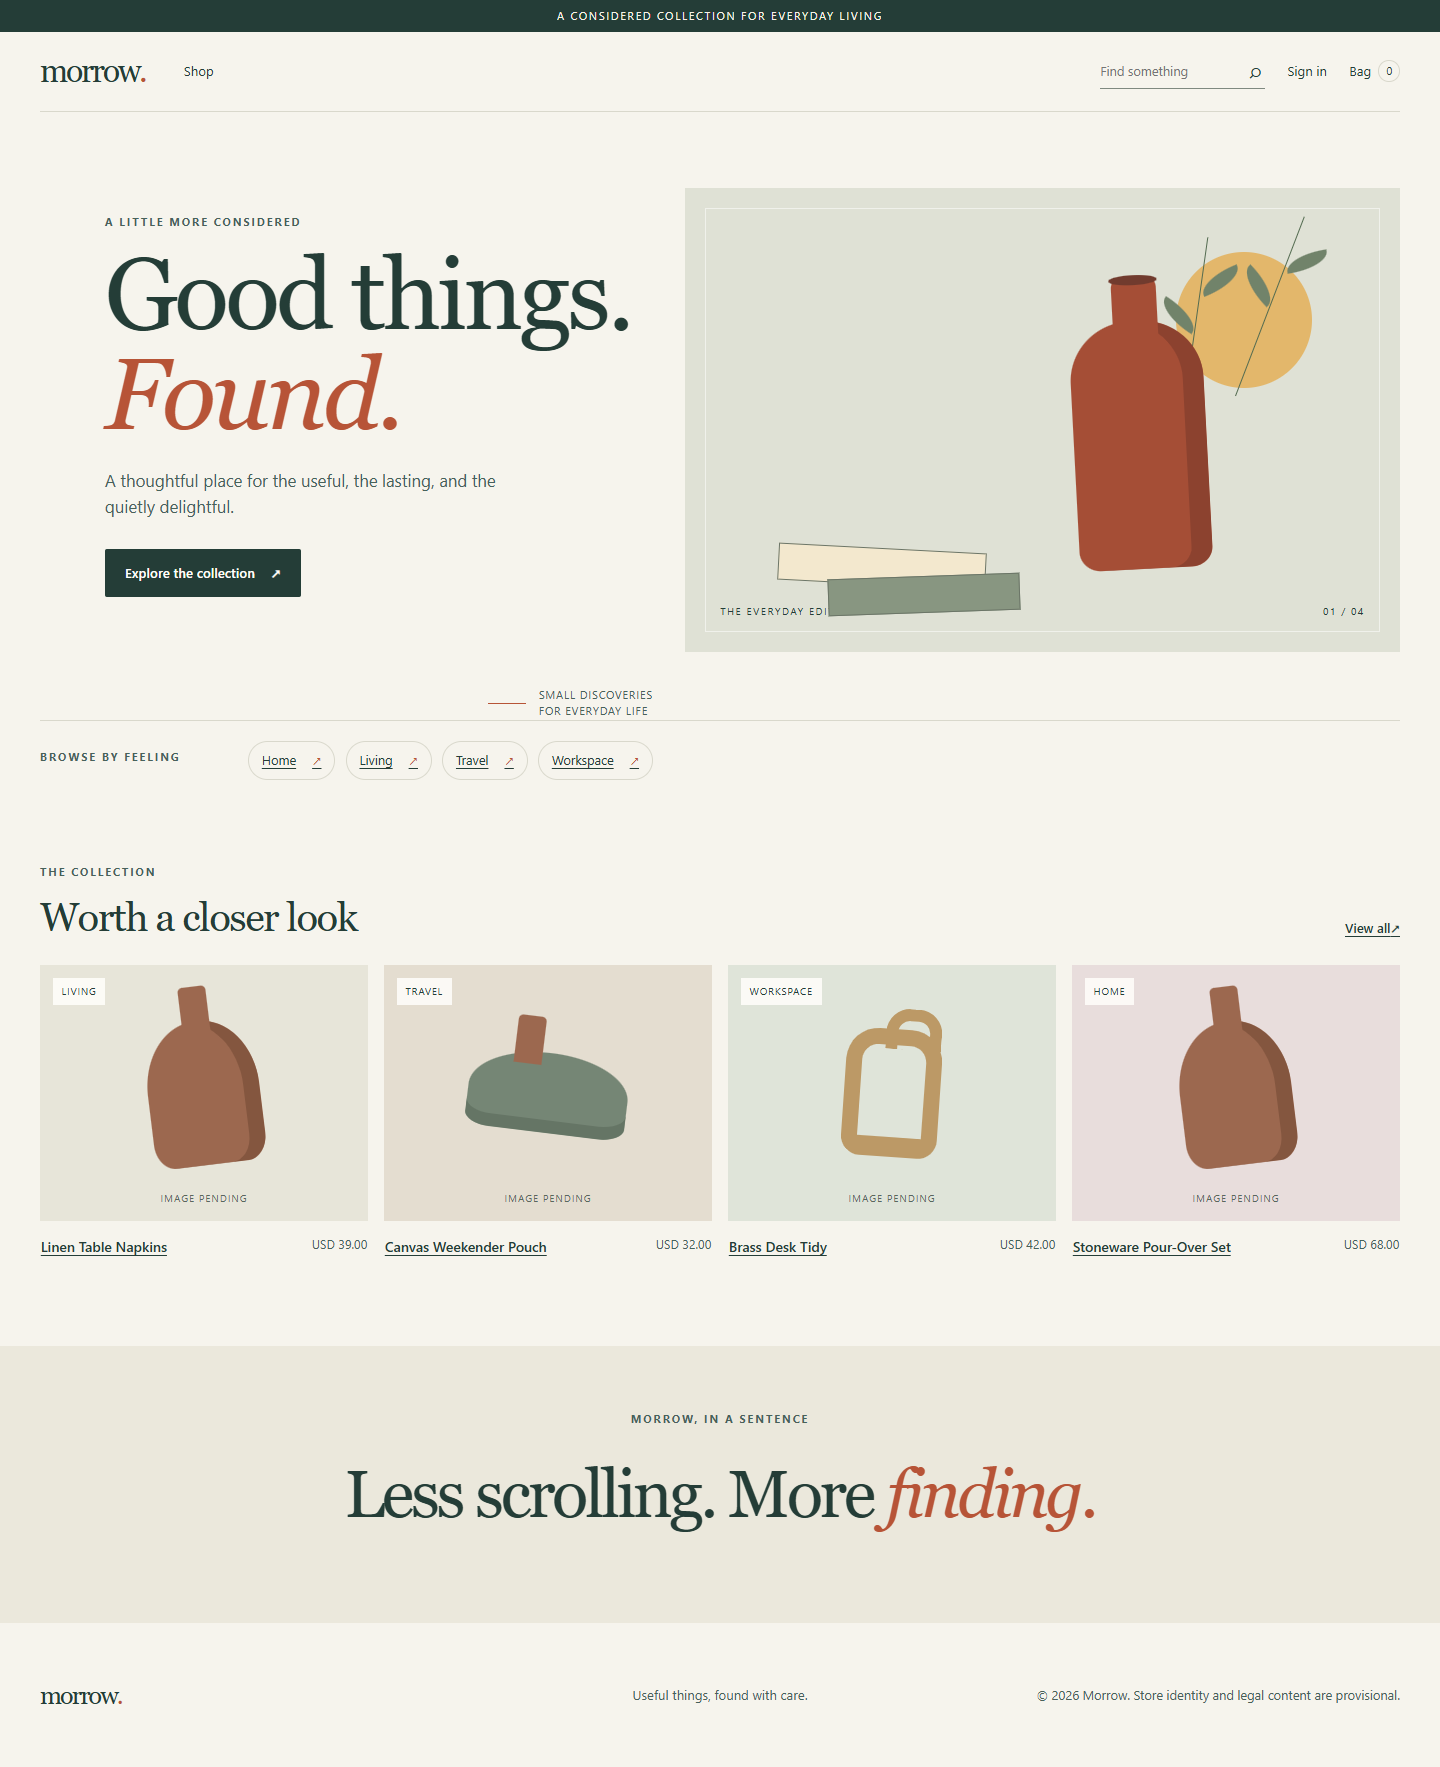 A CONSIDERED COLLECTION FOR EVERYDAY LIVING
morrow.
Shop
Find something
Sign in
Bag 0
A LITTLE MORE CONSIDERED
Good things.
Found.
A thoughtful place for the useful, the lasting, and the
quietly delightful.
Explore the collection ↗
THE EVERYDAY EDI
01 / 04
SMALL DISCOVERIES
FOR EVERYDAY LIFE
BROWSE BY FEELING
Home ↗
Living ↗
Travel ↗
Workspace ↗
THE COLLECTION
Worth a closer look
View all↗
LIVING
IMAGE PENDING
Linen Table Napkins
USD 39.00
TRAVEL
IMAGE PENDING
Canvas Weekender Pouch
USD 32.00
WORKSPACE
IMAGE PENDING
Brass Desk Tidy
USD 42.00
HOME
IMAGE PENDING
Stoneware Pour-Over Set
USD 68.00
MORROW, IN A SENTENCE
Less scrolling. More finding.
morrow.
Useful things, found with care.
© 2026 Morrow. Store identity and legal content are provisional.